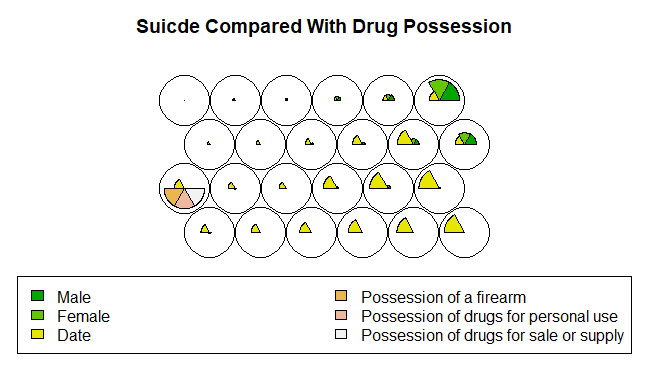 Suicde Compared With Drug Possession
Male
Female
Date
Possession of a firearm
Possession of drugs for personal use
Possession of drugs for sale or supply